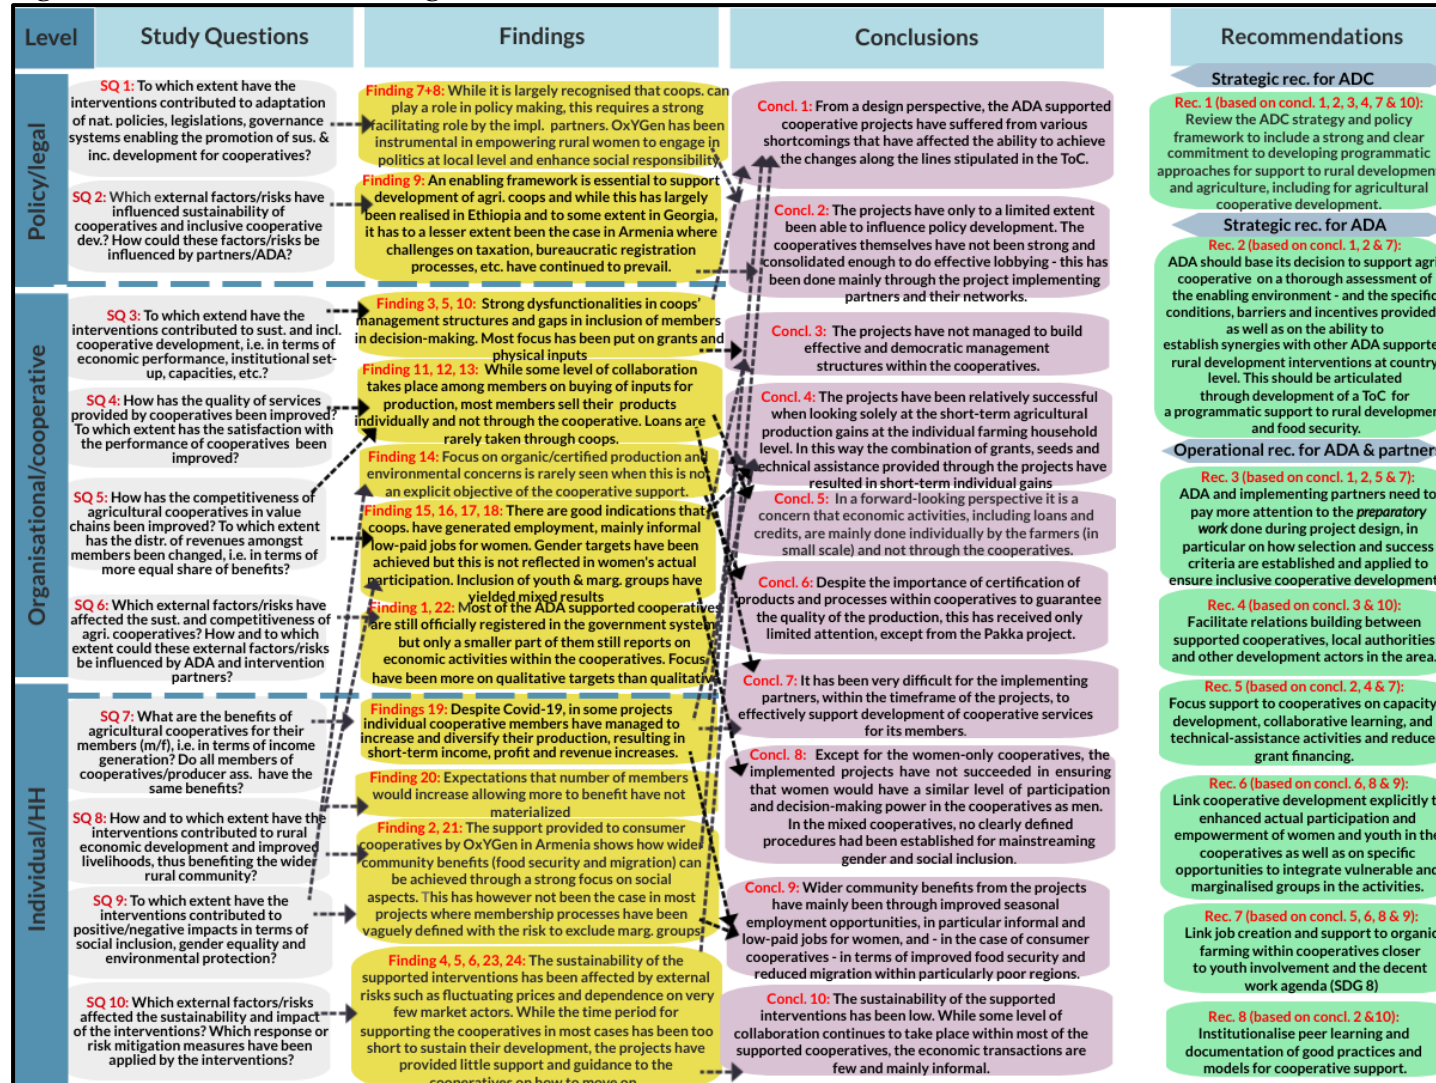 Level
Study Questions
Findings
Conclusions
Recommendations
Policy/legal
SQ 1: To which extent have the
interventions contributed to adaptation
of nat. policies, legislations, governance
systems enabling the promotion of sus. &
inc. development for cooperatives?
SQ 2: Which external factors/risks have
influenced sustainability of
cooperatives and inclusive cooperative
dev.? How could these factors/risks be
influenced by partners/ADA?
Organisational/cooperative
SQ 3: To which extend have the
interventions contributed to sust. and incl.
cooperative development, i.e. in terms of
economic performance, institutional set-
up, capacities, etc.?
SQ 4: How has the quality of services
provided by cooperatives been improved?
To which extent has the satisfaction with
the performance of cooperatives been
improved?
SQ 5: How has the competitiveness of
agricultural cooperatives in value
chains been improved? To which extent
has the distr. of revenues amongst
members been changed, i.e. in terms of
more equal share of benefits?
SQ 6: Which external factors/risks have
affected the sust. and competitiveness of
agri. cooperatives? How and to which
extent could these external factors/risks
be influenced by ADA and intervention
partners?
Individual/HH
SQ 7: What are the benefits of
agricultural cooperatives for their
members (m/f), i.e. in terms of income
generation? Do all members of
cooperatives/producer ass. have the
same benefits?
SQ 8: How and to which extent have the
interventions contributed to rural
economic development and improved
livelihoods, thus benefiting the wider
rural community?
SQ 9: To which extent have the
interventions contributed to
positive/negative impacts in terms of
social inclusion, gender equality and
environmental protection?
SQ 10: Which external factors/risks
affected the sustainability and impact
of the interventions? Which response or
risk mitigation measures have been
applied by the interventions?
Finding 7+8: While it is largely recognised that coops. can
play a role in policy making, this requires a strong
facilitating role by the impl. partners. OxYGen has been
instrumental in empowering rural women to engage in
politics at local level and enhance social responsibility
Finding 9: An enabling framework is essential to support
development of agri. coops and while this has largely
been realised in Ethiopia and to some extent in Georgia,
it has to a lesser extent been the case in Armenia where
challenges on taxation, bureaucratic registration
processes, etc. have continued to prevail.
Finding 3, 5, 10: Strong dysfunctionalities in coops'
management structures and gaps in inclusion of members
in decision-making. Most focus has been put on grants and
physical inputs
Finding 11, 12, 13: While some level of collaboration
takes place among members on buying of inputs for
production, most members sell their products
individually and not through the cooperative. Loans are
rarely taken through coops.
Finding 14: Focus on organic/certified production and
environmental concerns is rarely seen when this is not
an explicit objective of the cooperative support.
Finding 15, 16, 17, 18: There are good indications that
coops. have generated employment, mainly informal
low-paid jobs for women. Gender targets have been
achieved but this is not reflected in women's actual
participation. Inclusion of youth & marg. groups have
yielded mixed results
Finding 1, 22: Most of the ADA supported cooperatives
are still officially registered in the government system
but only a smaller part of them still reports on
economic activities within the cooperatives. Focus
have been more on qualitative targets than qualitativ
Findings 19: Despite Covid-19, in some projects
individual cooperative members have managed to
increase and diversify their production, resulting in
short-term income, profit and revenue increases.
Finding 20: Expectations that number of members
would increase allowing more to benefit have not
materialized
Finding 2, 21: The support provided to consumer
cooperatives by OxYGen in Armenia shows how wider
community benefits (food security and migration) can
be achieved through a strong focus on social
aspects. This has however not been the case in most
projects where membership processes have been
vaguely defined with the risk to exclude marg. groups
Finding 4, 5, 6, 23, 24: The sustainability of the
supported interventions has been affected by external
risks such as fluctuating prices and dependence on very
few market actors. While the time period for
supporting the cooperatives in most cases has been too
short to sustain their development, the projects have
provided little support and guidance to the
cooperatives on how to move on
Concl. 1: From a design perspective, the ADA supported
cooperative projects have suffered from various
shortcomings that have affected the ability to achieve
the changes along the lines stipulated in the ToC.
Concl. 2: The projects have only to a limited extent
been able to influence policy development. The
cooperatives themselves have not been strong and
consolidated enough to do effective lobbying - this has
been done mainly through the project implementing
partners and their networks.
Concl. 3: The projects have not managed to build
effective and democratic management
structures within the cooperatives.
Concl. 4: The projects have been relatively successful
when looking solely at the short-term agricultural
production gains at the individual farming household
level. In this way the combination of grants, seeds and
technical assistance provided through the projects have
resulted in short-term individual gains
Concl. 5: In a forward-looking perspective it is a
concern that economic activities, including loans and
credits, are mainly done individually by the farmers (in
small scale) and not through the cooperatives.
Concl. 6: Despite the importance of certification of
products and processes within cooperatives to guarantee
the quality of the production, this has received only
limited attention, except from the Pakka project.
Concl. 7: It has been very difficult for the implementing
partners, within the timeframe of the projects, to
effectively support development of cooperative services
for its members.
Concl. 8: Except for the women-only cooperatives, the
implemented projects have not succeeded in ensuring
that women would have a similar level of participation
and decision-making power in the cooperatives as men.
In the mixed cooperatives, no clearly defined
procedures had been established for mainstreaming
gender and social inclusion.
Concl. 9: Wider community benefits from the projects
have mainly been through improved seasonal
employment opportunities, in particular informal and
low-paid jobs for women, and - in the case of consumer
cooperatives - in terms of improved food security and
reduced migration within particularly poor regions.
Concl. 10: The sustainability of the supported
interventions has been low. While some level of
collaboration continues to take place within most of the
supported cooperatives, the economic transactions are
few and mainly informal.
Strategic rec. for ADC
Rec. 1 (based on concl. 1, 2, 3, 4, 7 & 10):
Review the ADC strategy and policy
framework to include a strong and clear
commitment to developing programmatic
approaches for support to rural development
and agriculture, including for agricultural
cooperative development.
Strategic rec. for ADA
Rec. 2 (based on concl. 1, 2 & 7):
ADA should base its decision to support agri
cooperative on a thorough assessment of
the enabling environment - and the specific
conditions, barriers and incentives provided
as well as on the ability to
establish synergies with other ADA supporte
rural development interventions at country
level. This should be articulated
through development of a ToC for
a programmatic support to rural developmen
and food security.
Operational rec. for ADA & partner
Rec. 3 (based on concl. 1, 2, 5 & 7):
ADA and implementing partners need to
pay more attention to the preparatory
work done during project design, in
particular on how selection and success
criteria are established and applied to
ensure inclusive cooperative development
Rec. 4 (based on concl. 3 & 10):
Facilitate relations building between
supported cooperatives, local authorities
and other development actors in the area.
Rec. 5 (based on concl. 2, 4 & 7):
Focus support to cooperatives on capacity
development, collaborative learning, and
technical-assistance activities and reduce
grant financing.
Rec. 6 (based on concl. 6, 8 & 9):
Link cooperative development explicitly t
enhanced actual participation and
empowerment of women and youth in the
cooperatives as well as on specific
opportunities to integrate vulnerable and
marginalised groups in the activities.
Rec. 7 (based on concl. 5, 6, 8 & 9):
Link job creation and support to organic
farming within cooperatives closer
to youth involvement and the decent
work agenda (SDG 8)
Rec. 8 (based on concl. 2 &10):
Institutionalise peer learning and
documentation of good practices and
models for cooperative support.